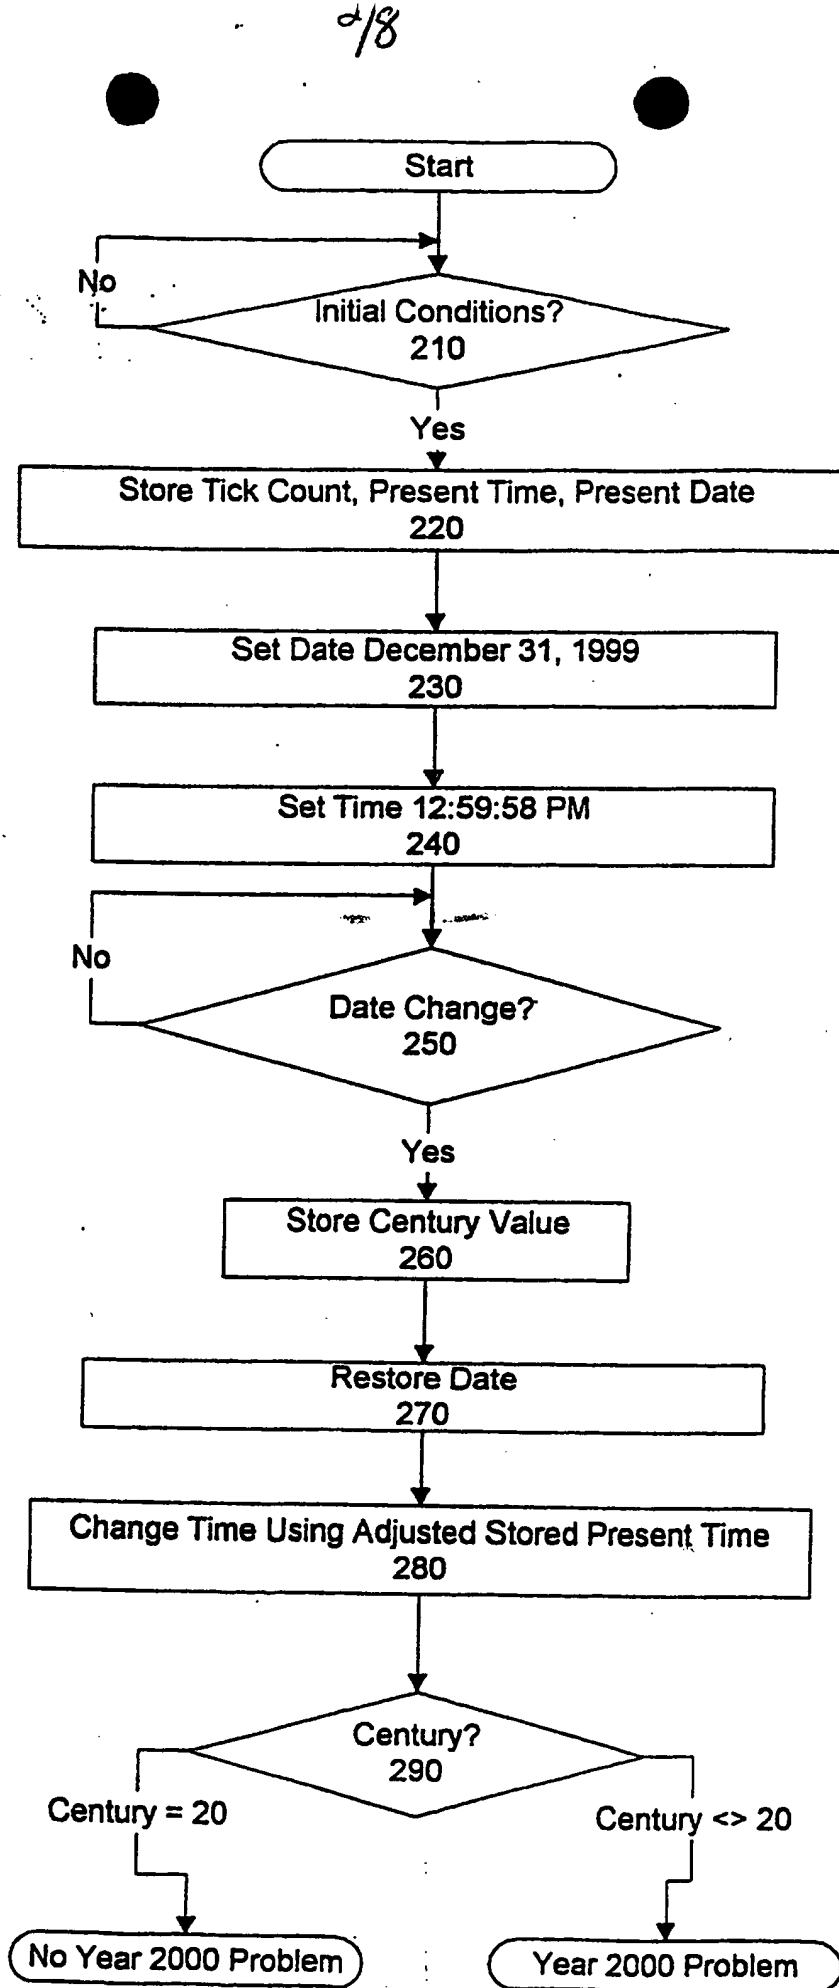 2/8
Start
No
Initial Conditions?
210
Yes
Store Tick Count, Present Time, Present Date
220
Set Date December 31, 1999
230
Set Time 12:59:58 PM
240
No
Date Change?
250
Yes
Store Century Value
260
Restore Date
270
Change Time Using Adjusted Stored Present Time
280
Century?
290
Century = 20
Century <> 20
No Year 2000 Problem
Year 2000 Problem